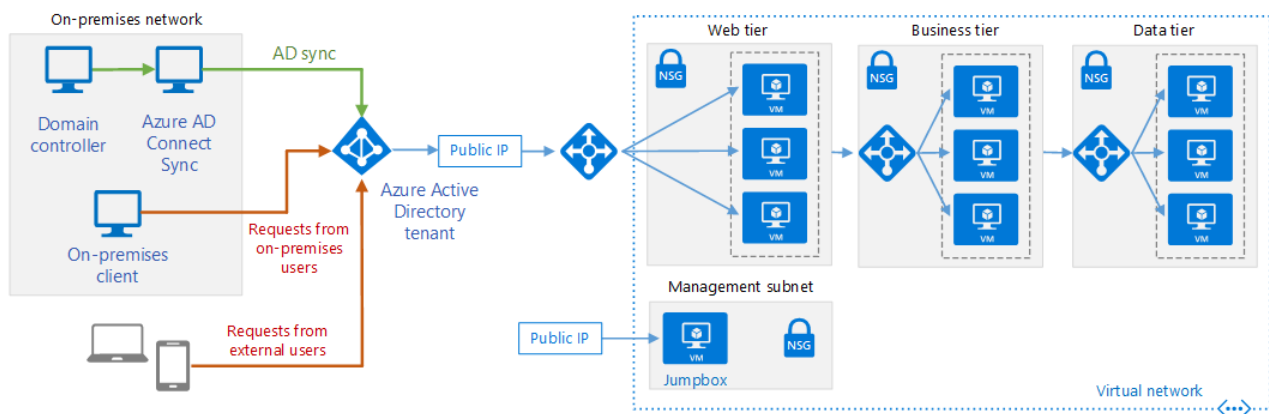 On-premises network
Domain
controller
Azure AD
Connect
Sync
On-premises
client
AD sync
Requests from
on-premises
users
Requests from
external users
Azure Active
Directory
tenant
Public IP
Web tier
NSG
VM
VM
VM
Business tier
NSG
VM
VM
VM
Data tier
NSG
VM
VM
VM
Management subnet
Public IP
VM
Jumpbox
NSG
Virtual network